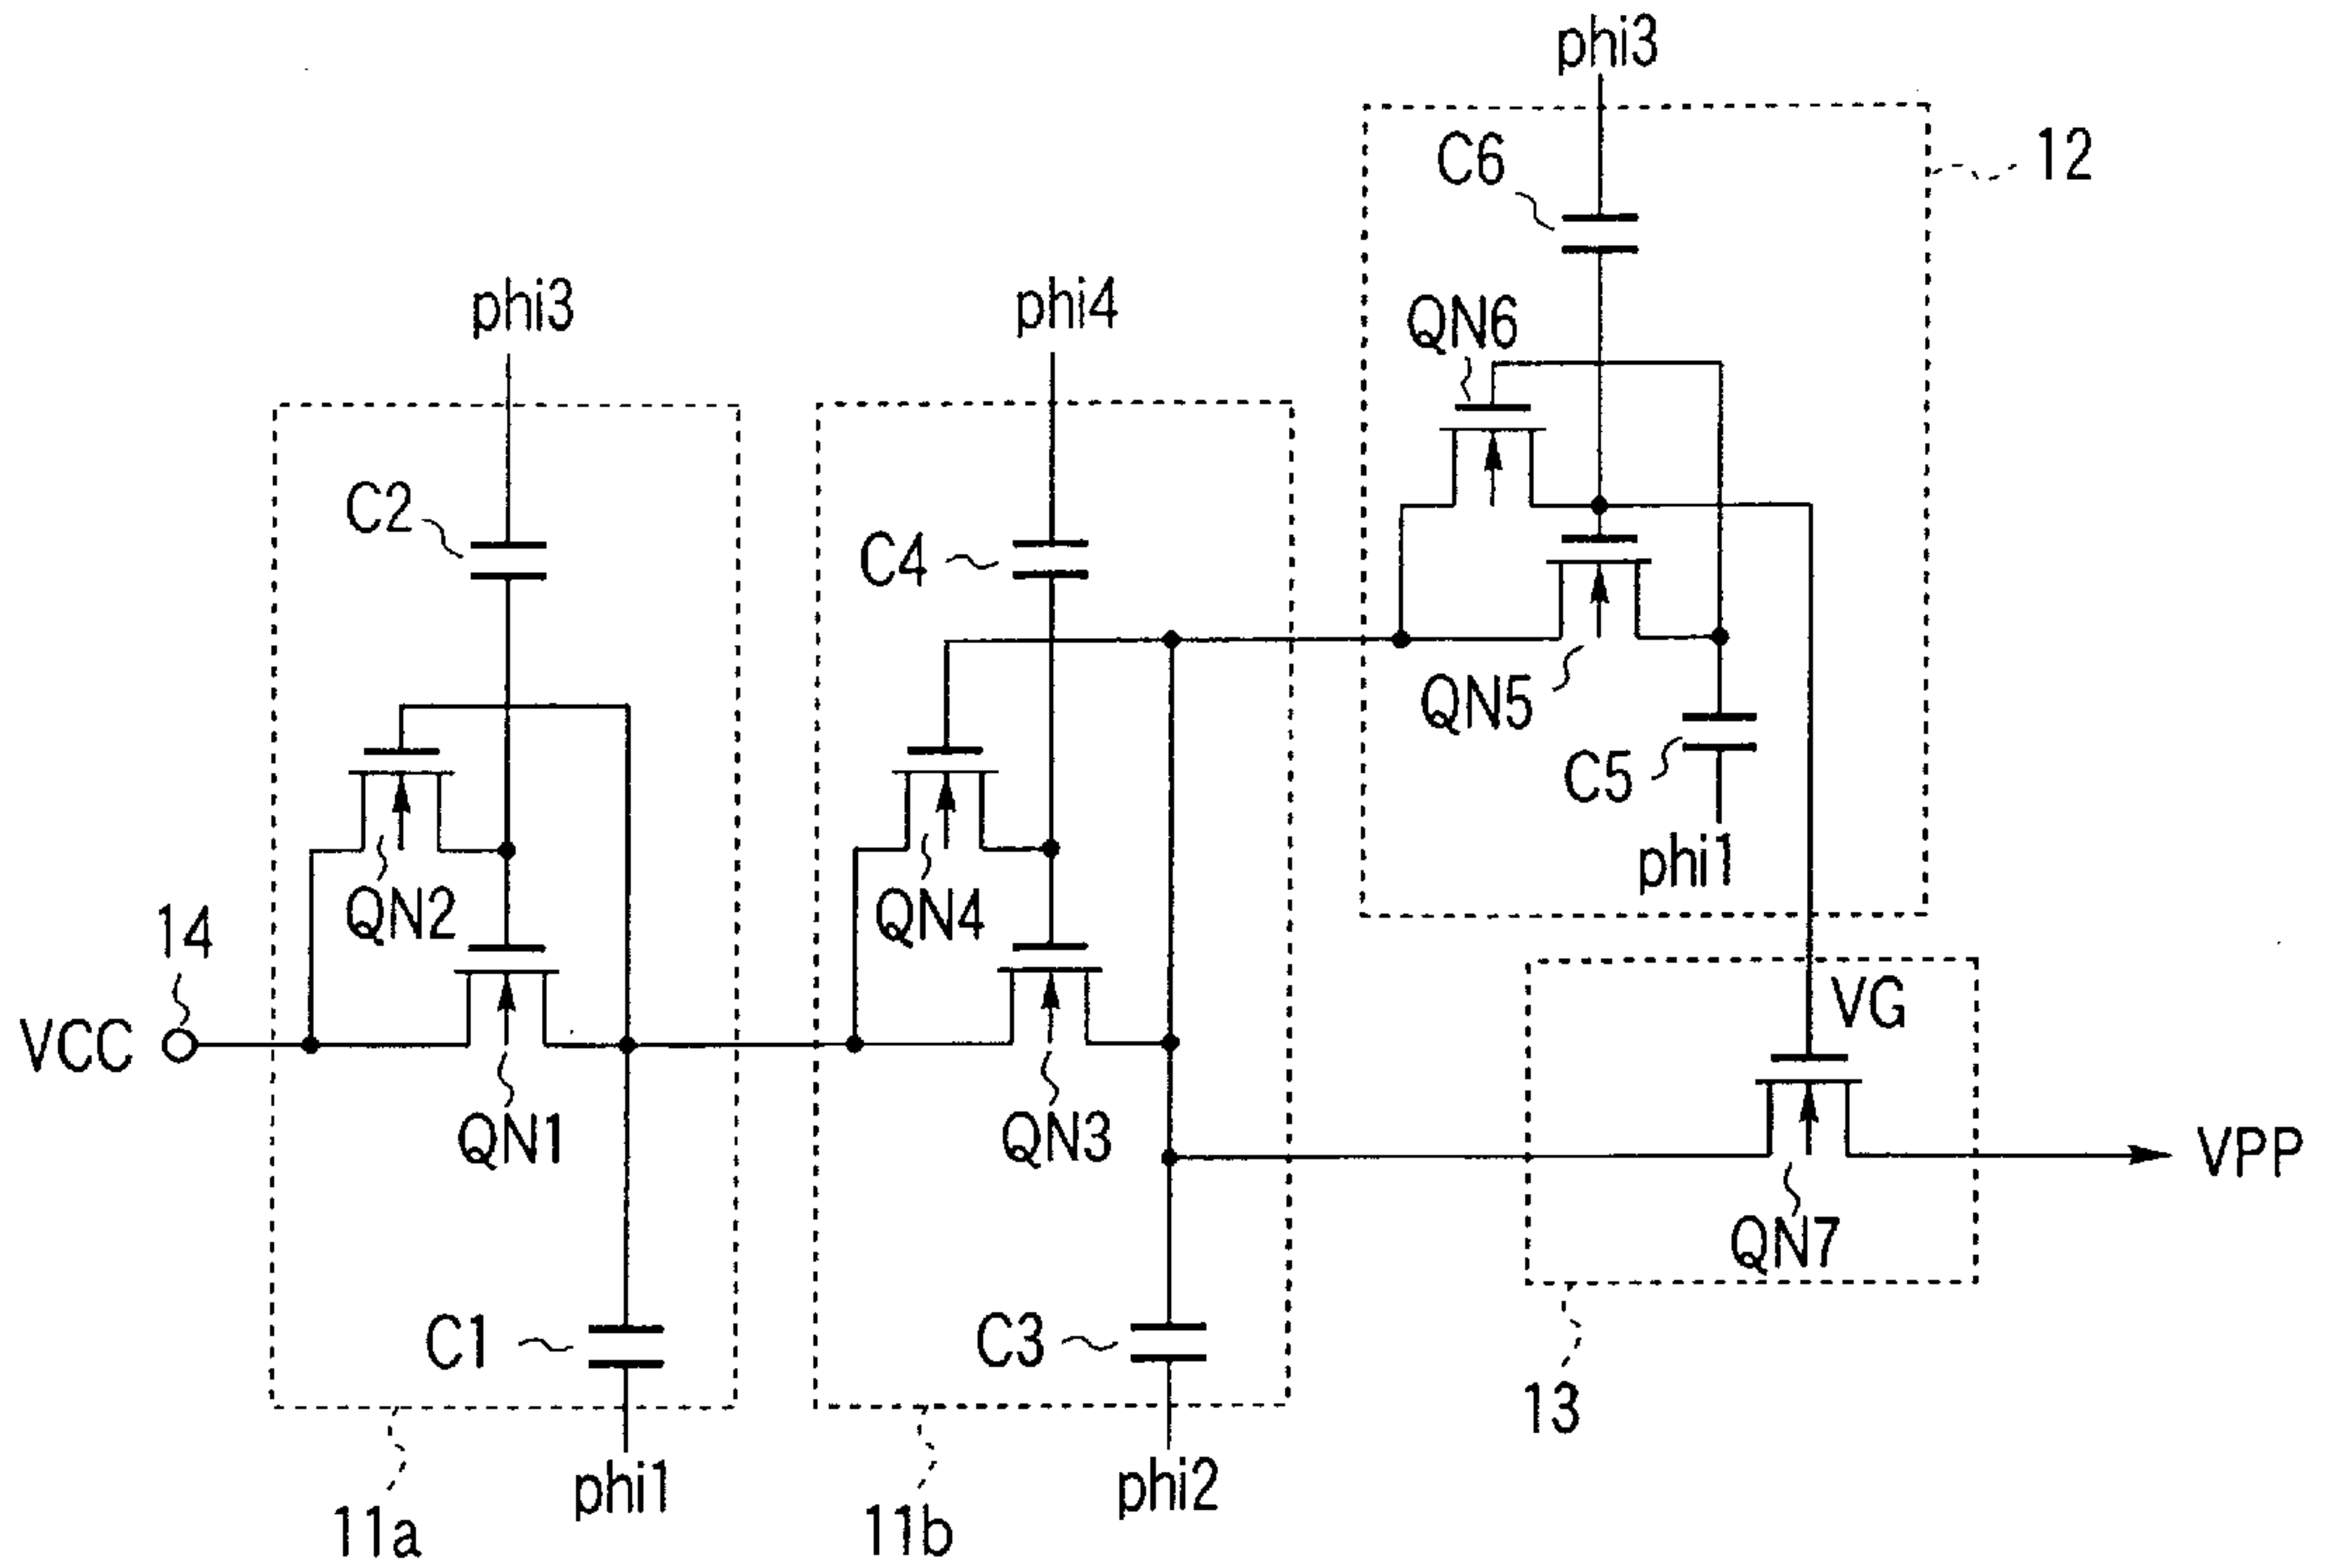 phi3
C6
12
QN6
phi3
phi4
C2
C4
QN5
C5
phi1
14
QN2
QN4
VCC
VG
QN1
QN3
VPP
QN7
C1
C3
13
phi1
phi2
11a
11b